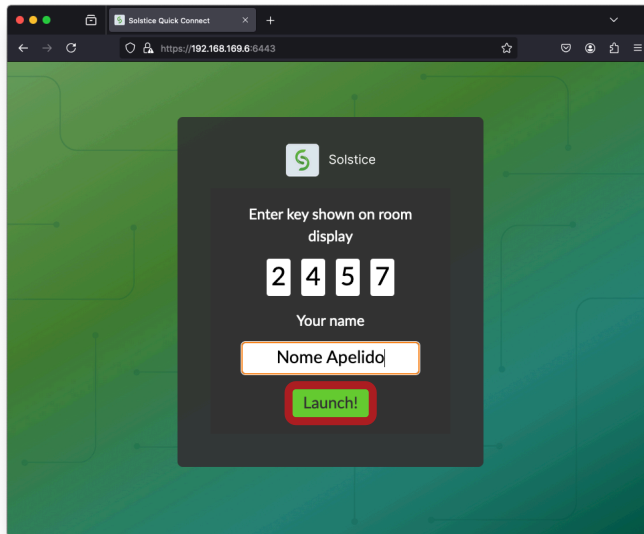 Solstice Quick Connect
https://192.168.169.6:6443
Solstice
Enter key shown on room
display
2 4 5 7
Your name
Nome Apelido
Launch!